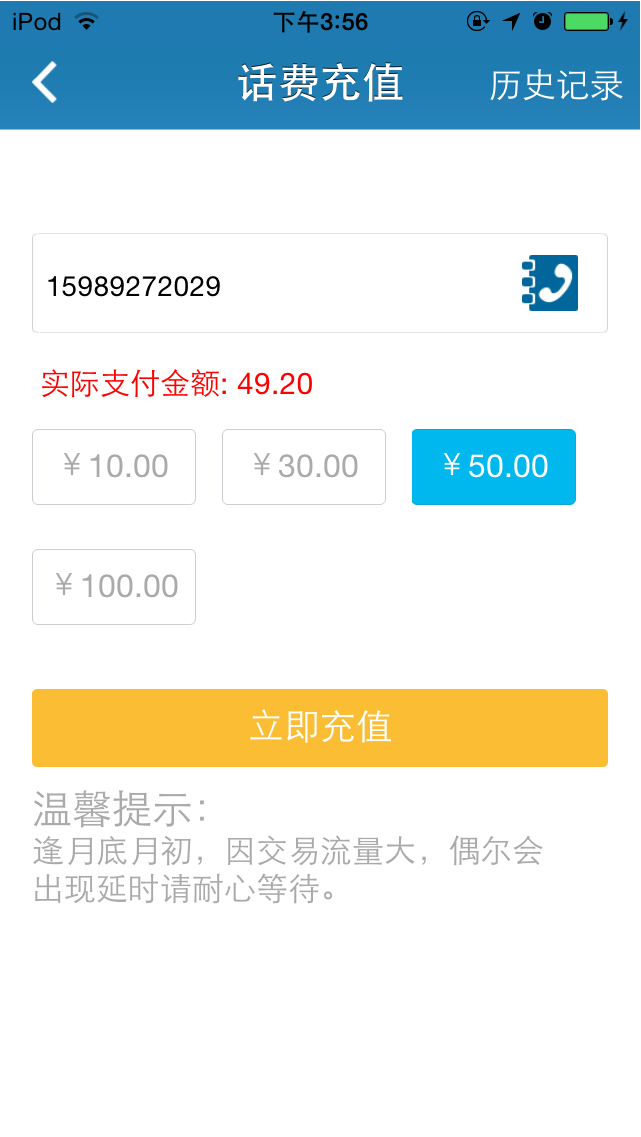 iPod 下午3:56
话费充值 历史记录
15989272029
实际支付金额: 49.20
￥10.00 ￥30.00 ￥50.00
￥100.00
立即充值
温馨提示：
逢月底月初，因交易流量大，偶尔会
出现延时请耐心等待。